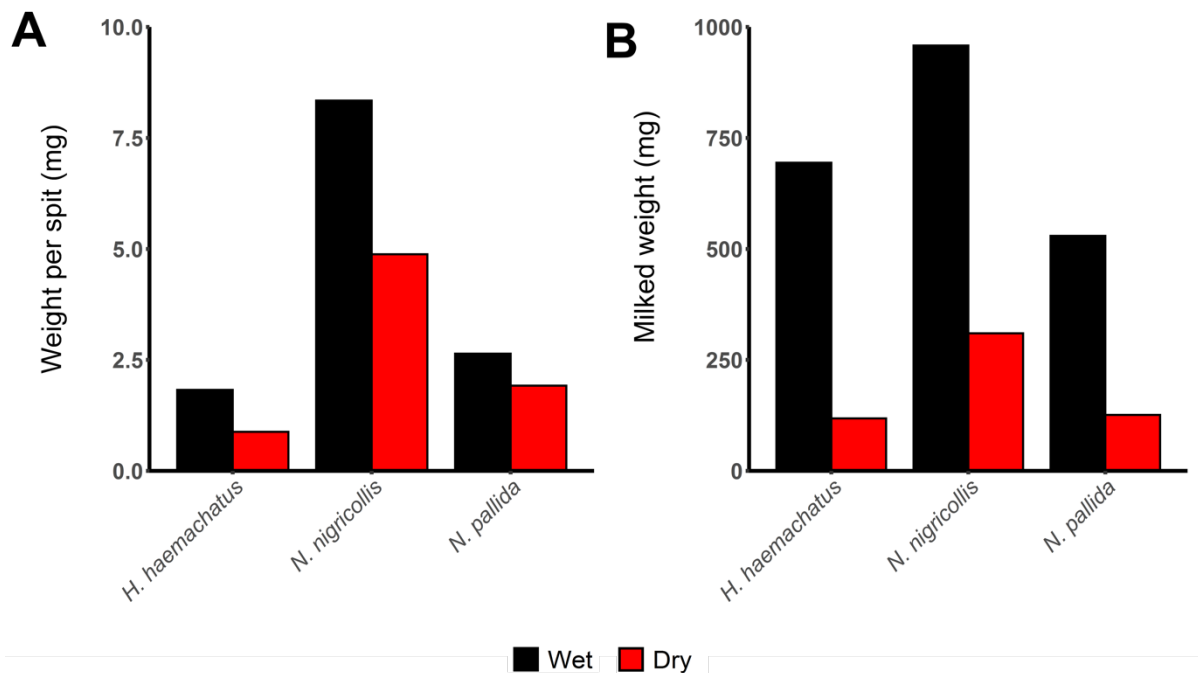 A
Weight per spit (mg)
10.0
7.5
5.0
2.5
0.0
H. haemachatus
N. nigricollis
N. pallida
B
Milked weight (mg)
1000
750
500
250
0
H. haemachatus
N. nigricollis
N. pallida
Wet Dry